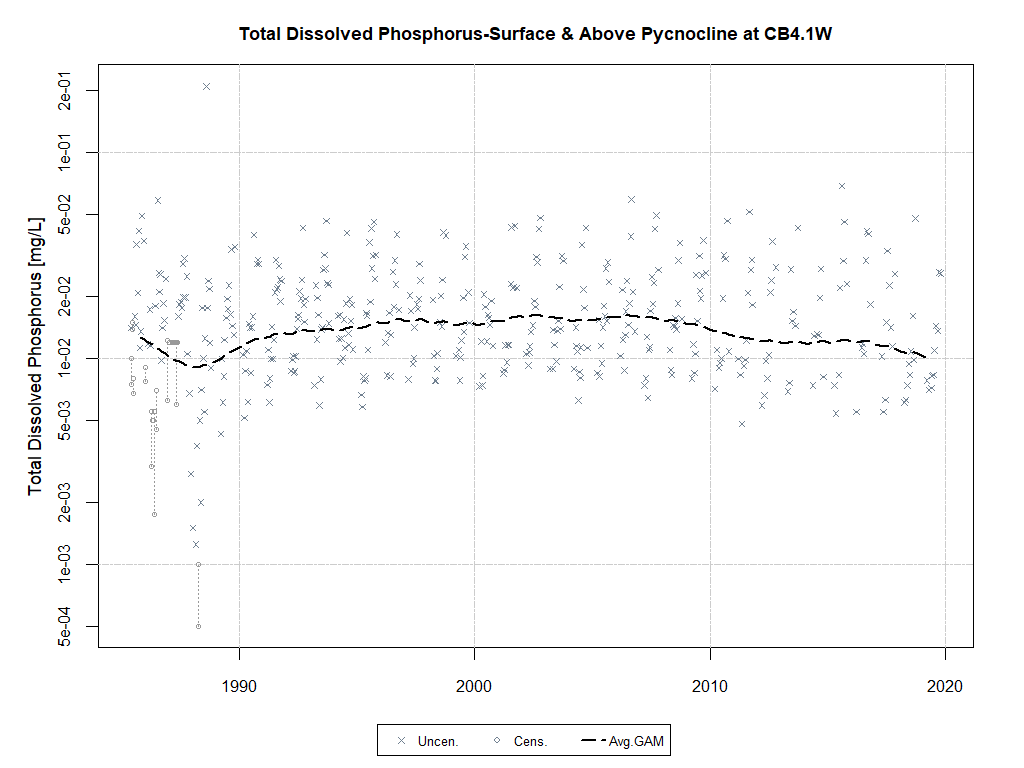 Total Dissolved Phosphorus-Surface & Above Pycnocline at CB4.1W
Total Dissolved Phosphorus [mg/L]
2e-01
1e-01
5e-02
2e-02
1e-02
5e-03
2e-03
1e-03
5e-04
1990 2000 2010 2020
Uncen. Cens. Avg.GAM